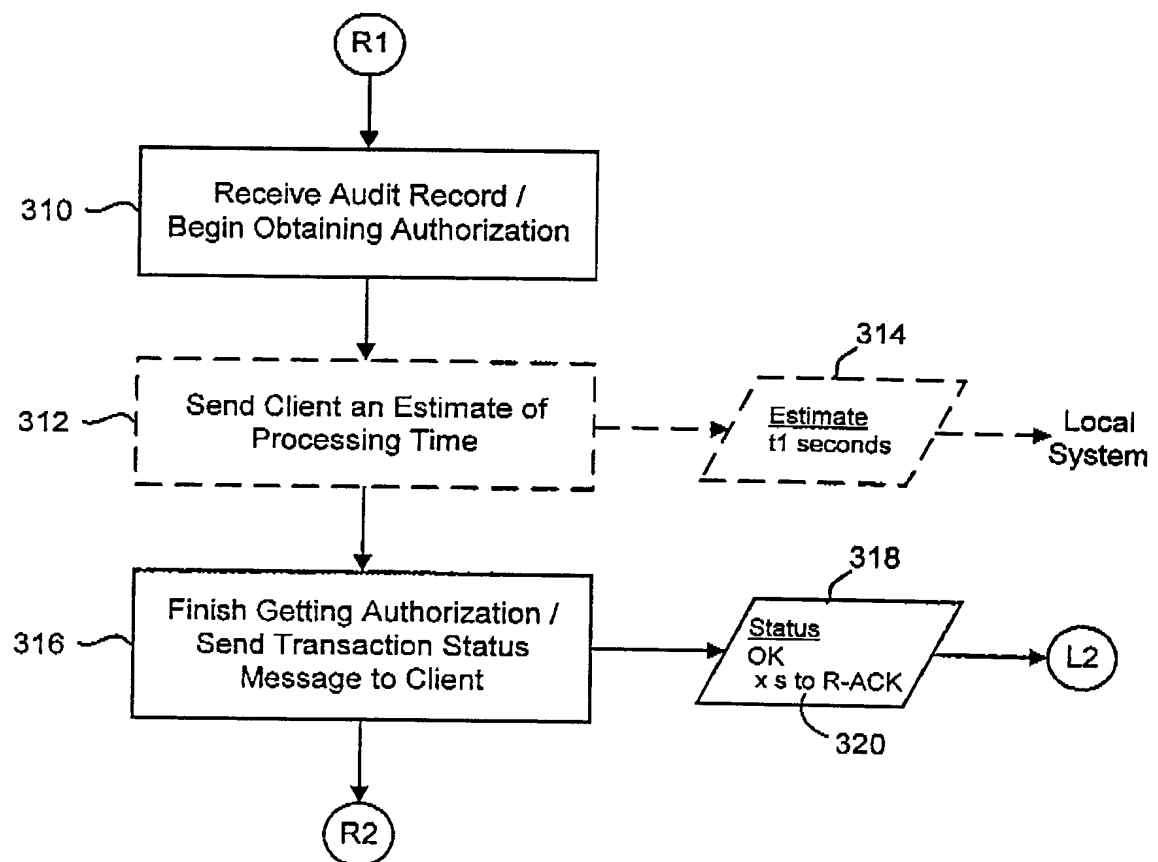 R1
310
Receive Audit Record /
Begin Obtaining Authorization
312
Send Client an Estimate of
Processing Time
314
Estimate
t1 seconds
Local
System
316
Finish Getting Authorization /
Send Transaction Status
Message to Client
318
Status
OK
x s to R-ACK
320
L2
R2